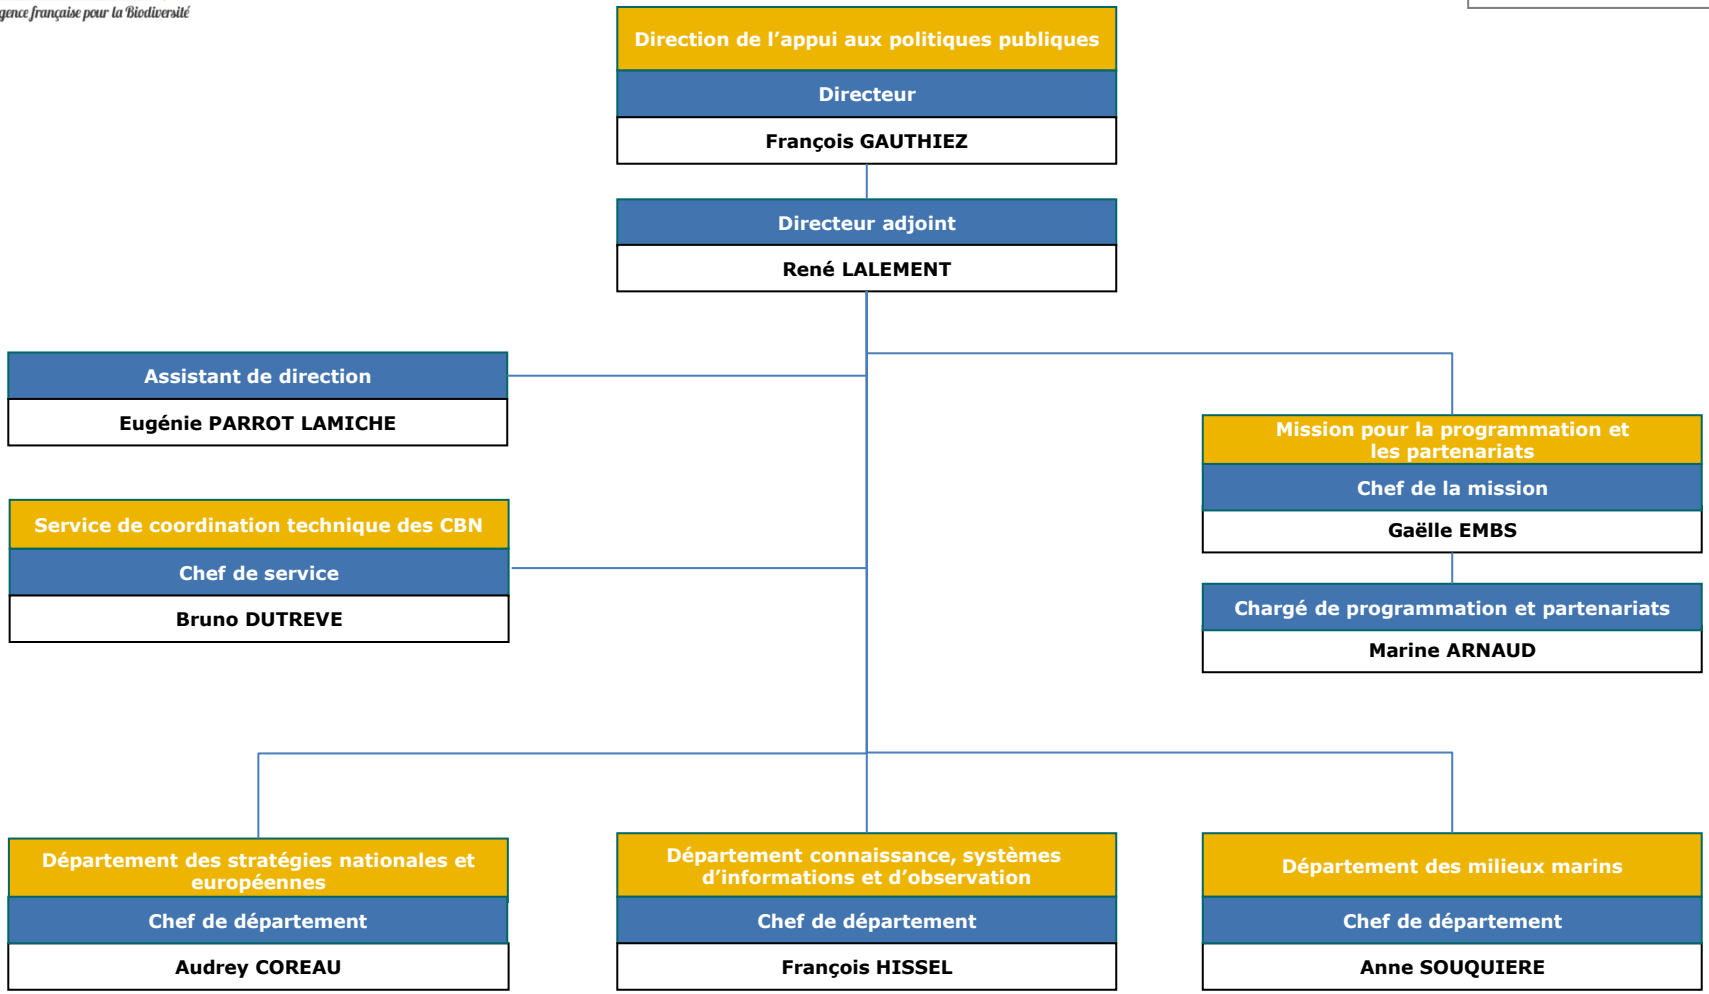 gence française pour la Biodiversité
Direction de l’appui aux politiques publiques
Directeur
François GAUTHIEZ
Directeur adjoint
René LALEMENT
Assistant de direction
Eugénie PARROT LAMICHE
Mission pour la programmation et
les partenariats
Chef de la mission
Gaëlle EMBS
Service de coordination technique des CBN
Chef de service
Bruno DUTREVE
Chargé de programmation et partenariats
Marine ARNAUD
Département des stratégies nationales et
européennes
Chef de département
Audrey COREAU
Département connaissance, systèmes
d’informations et d’observation
Chef de département
François HISSEL
Département des milieux marins
Chef de département
Anne SOUQUIERE